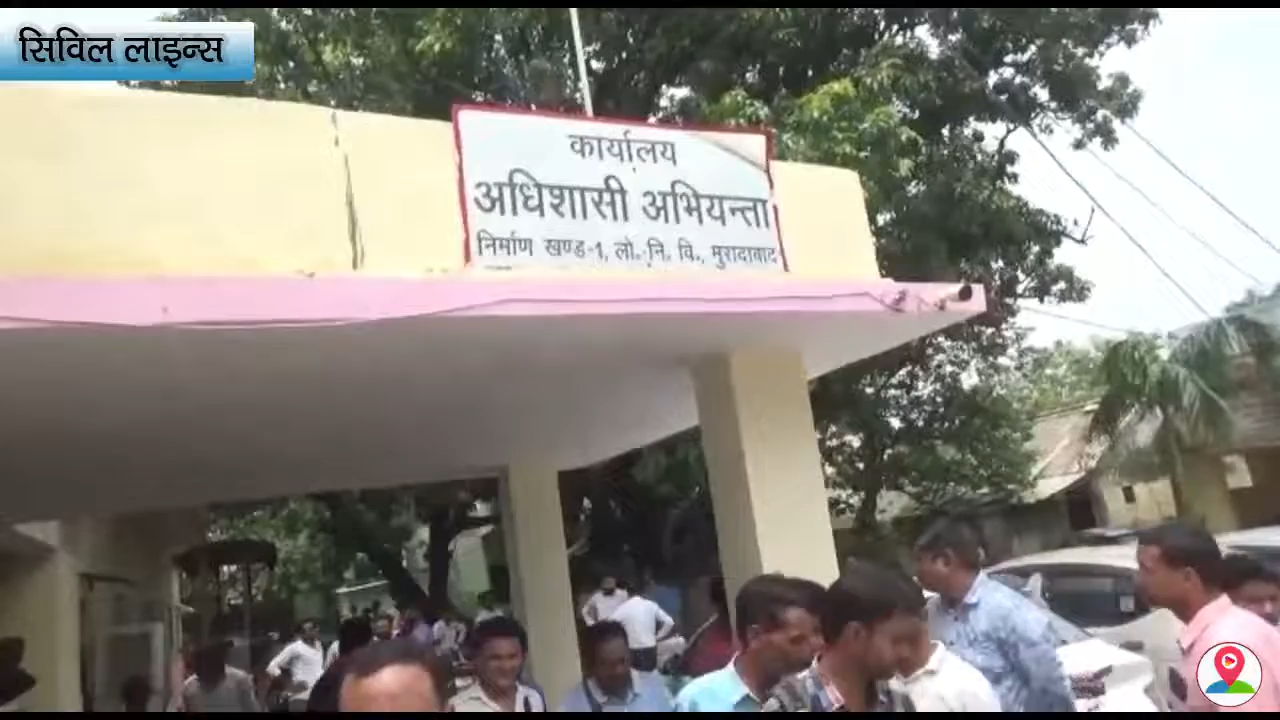 सिविल लाइन्स
कार्यालय
अधिशासी अभियन्ता
निर्माण खण्ड-1, लो. नि. वि., मुरादाबाद